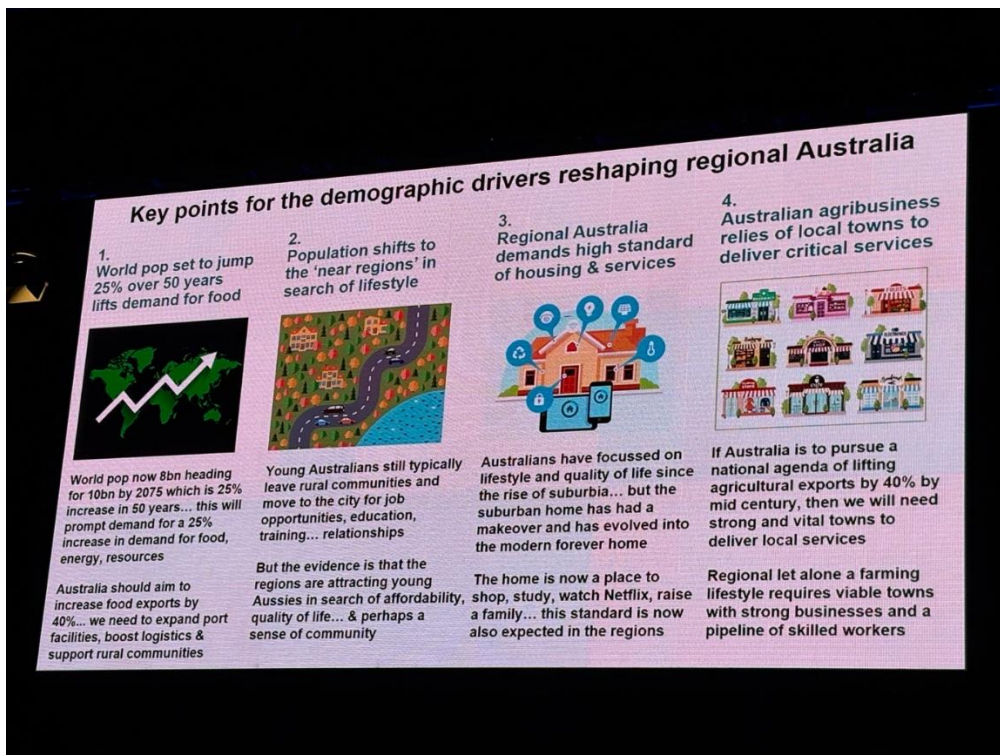 Key points for the demographic drivers reshaping regional Australia
1.
World pop set to jump
25% over 50 years
lifts demand for food
World pop now 8bn heading
for 10bn by 2075 which is 25%
increase in 50 years... this will
prompt demand for a 25%
increase in demand for food,
energy, resources
Australia should aim to
increase food exports by
40%... we need to expand port
facilities, boost logistics &
support rural communities
2.
Population shifts to
the 'near regions' in
search of lifestyle
Young Australians still typically
leave rural communities and
move to the city for job
opportunities, education,
training... relationships
But the evidence is that the
regions are attracting young
Aussies in search of affordability,
quality of life... & perhaps a
sense of community
3.
Regional Australia
demands high standard
of housing & services
Australians have focussed on
lifestyle and quality of life since
the rise of suburbia... but the
suburban home has had a
makeover and has evolved into
the modern forever home
The home is now a place to
shop, study, watch Netflix, raise
a family... this standard is now
also expected in the regions
4.
Australian agribusiness
relies of local towns to
deliver critical services
If Australia is to pursue a
national agenda of lifting
agricultural exports by 40% by
mid century, then we will need
strong and vital towns to
deliver local services
Regional let alone a farming
lifestyle requires viable towns
with strong businesses and a
pipeline of skilled workers